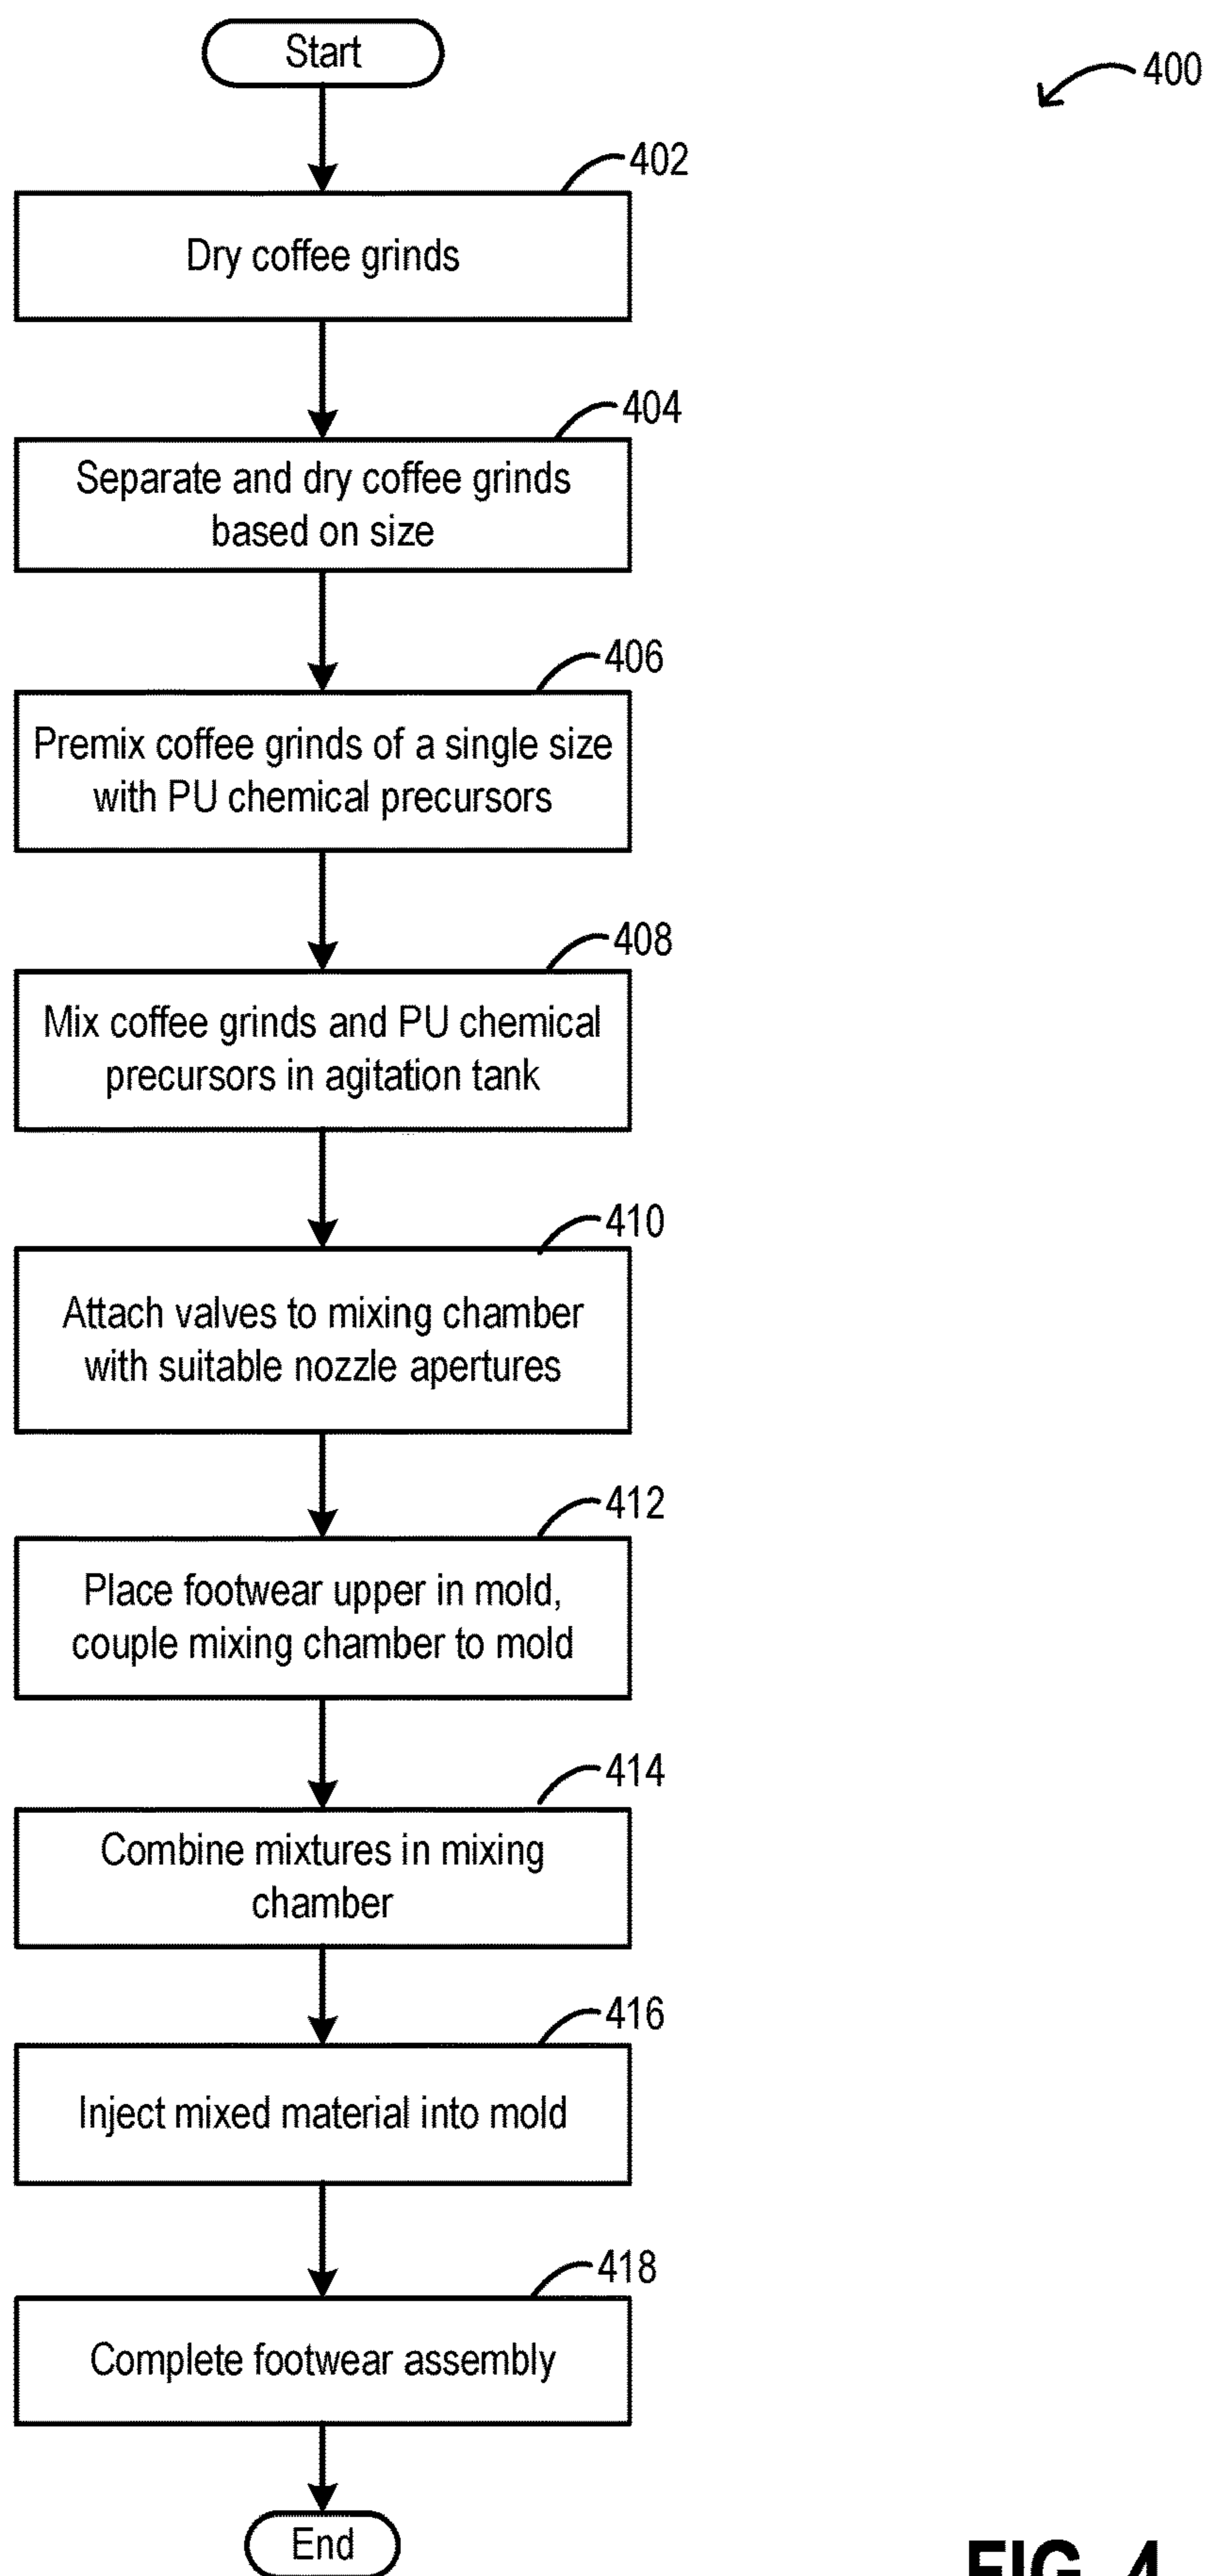 Start
400
402
Dry coffee grinds
404
Separate and dry coffee grinds
based on size
406
Premix coffee grinds of a single size
with PU chemical precursors
408
Mix coffee grinds and PU chemical
precursors in agitation tank
410
Attach valves to mixing chamber
with suitable nozzle apertures
412
Place footwear upper in mold,
couple mixing chamber to mold
414
Combine mixtures in mixing
chamber
416
Inject mixed material into mold
418
Complete footwear assembly
End
FIG. 4